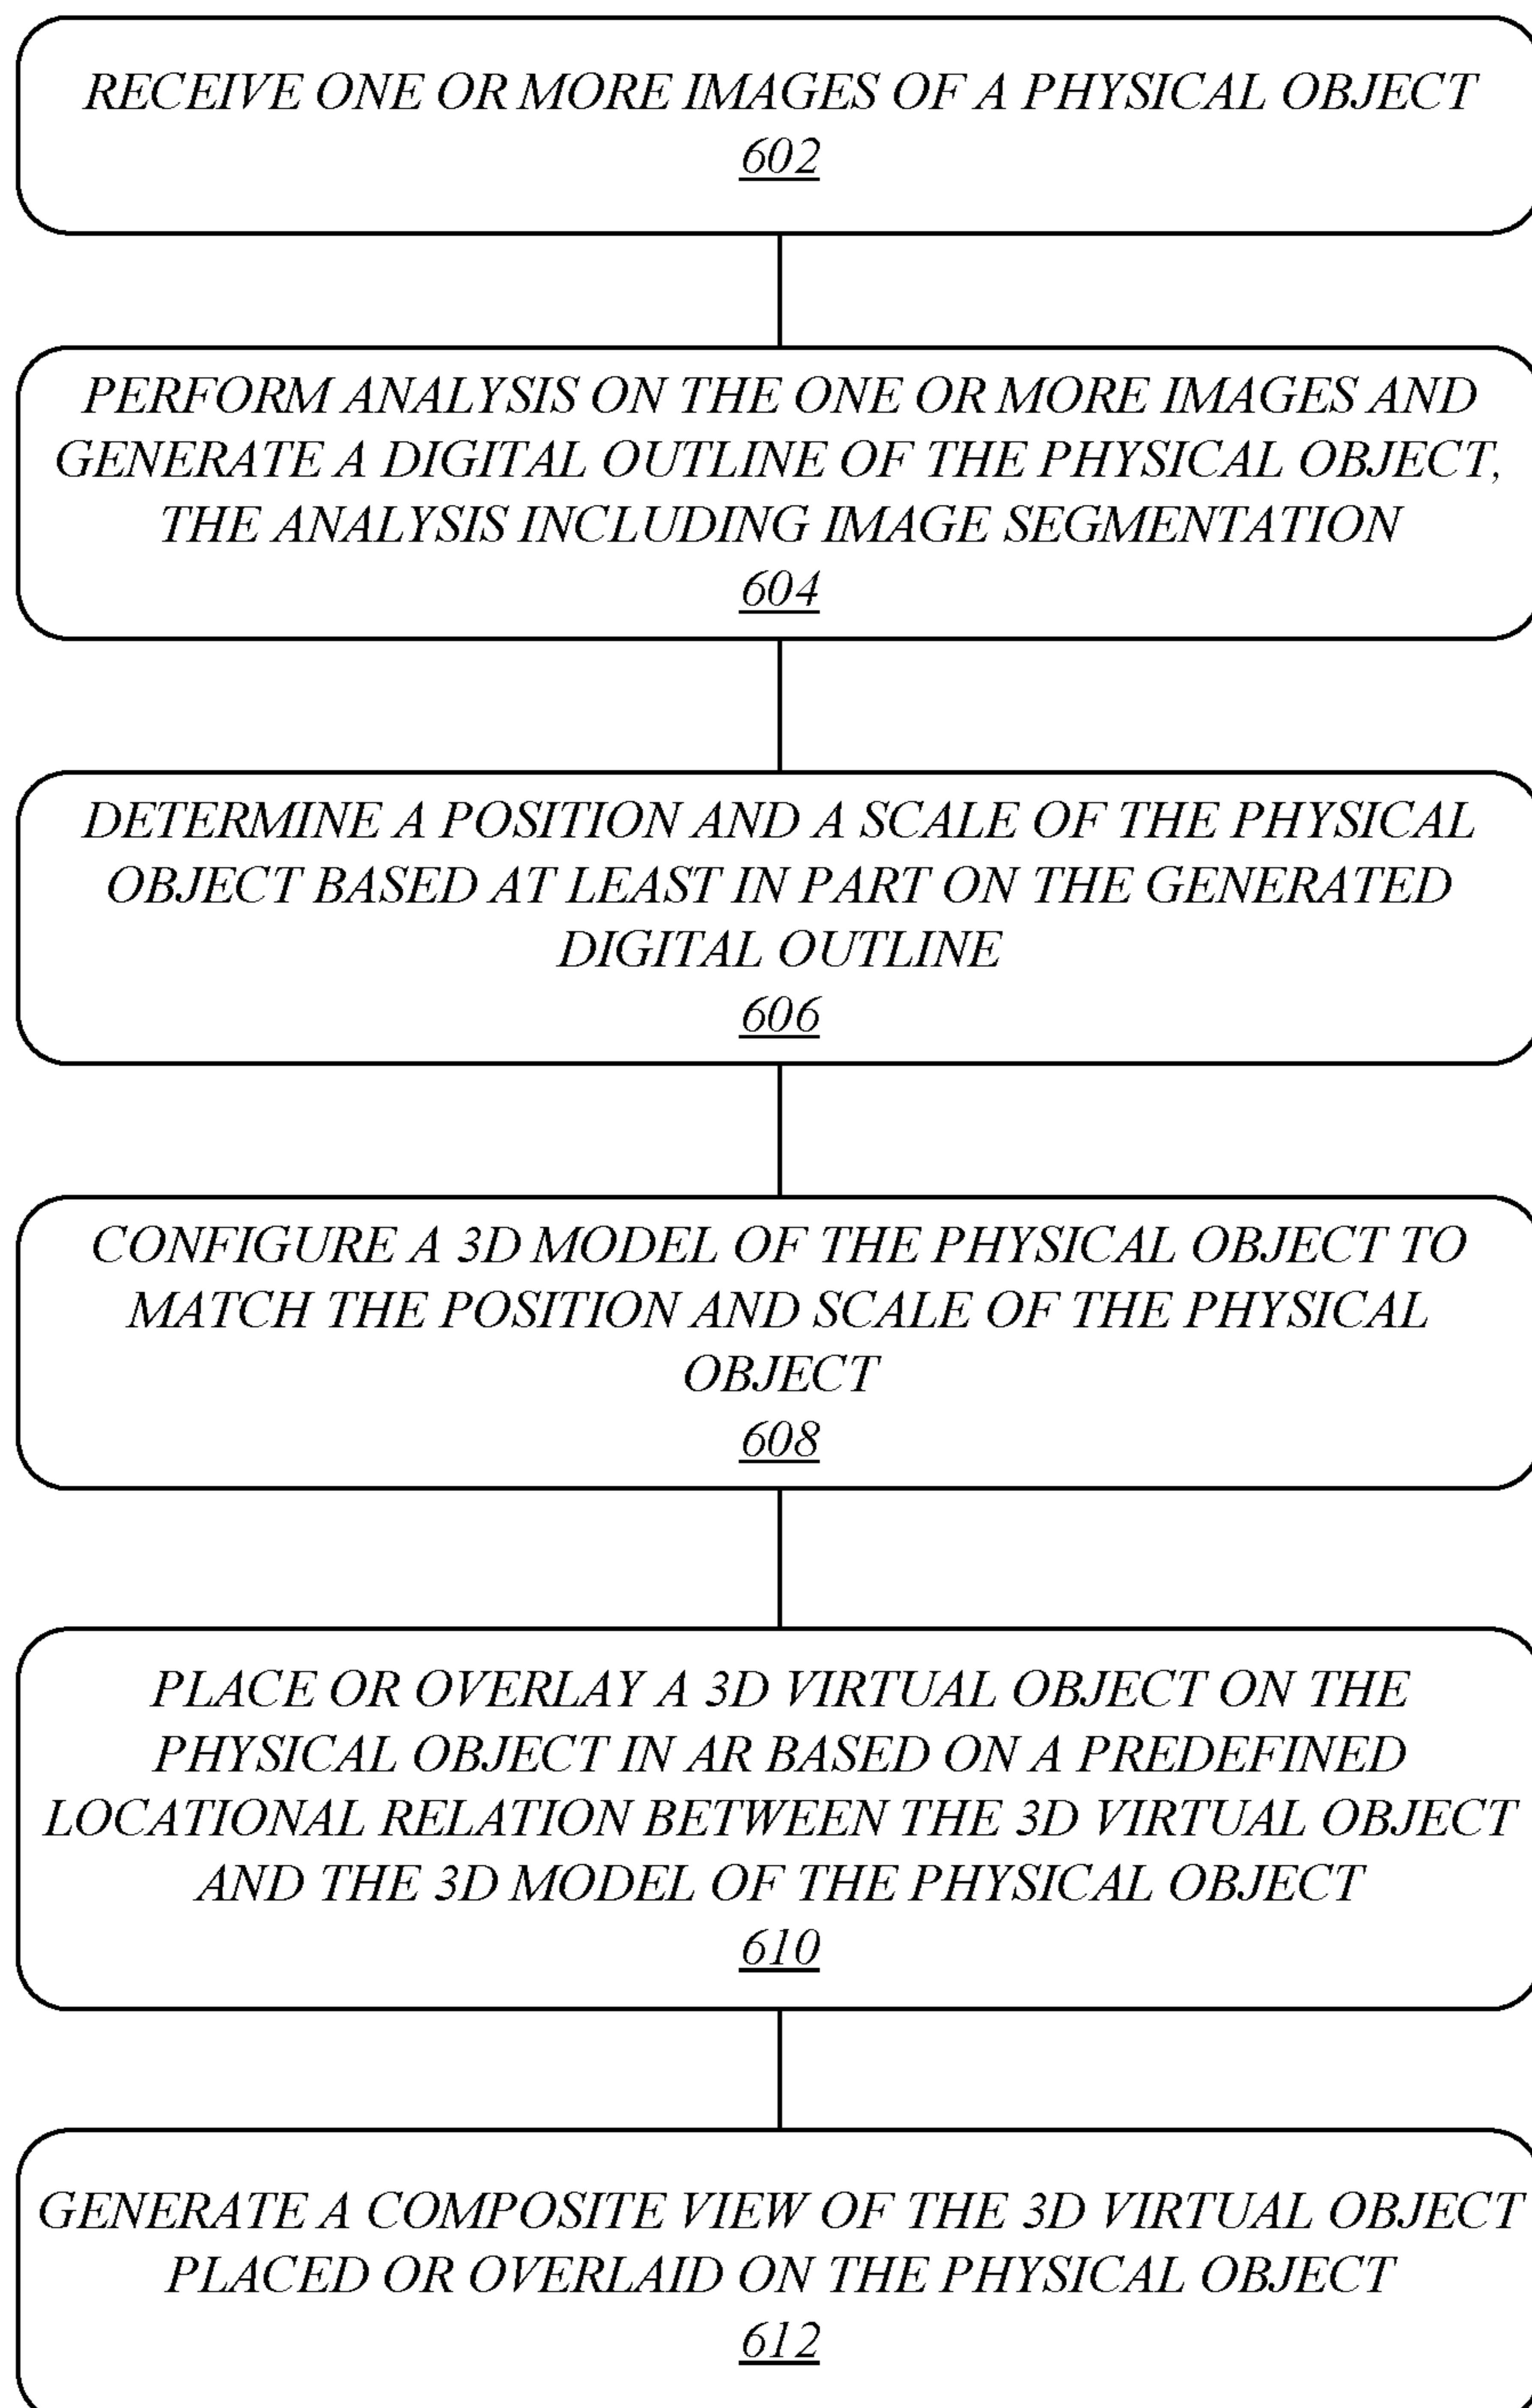 RECEIVE ONE OR MORE IMAGES OF A PHYSICAL OBJECT
602
PERFORM ANALYSIS ON THE ONE OR MORE IMAGES AND
GENERATE A DIGITAL OUTLINE OF THE PHYSICAL OBJECT,
THE ANALYSIS INCLUDING IMAGE SEGMENTATION
604
DETERMINE A POSITION AND A SCALE OF THE PHYSICAL
OBJECT BASED AT LEAST IN PART ON THE GENERATED
DIGITAL OUTLINE
606
CONFIGURE A 3D MODEL OF THE PHYSICAL OBJECT TO
MATCH THE POSITION AND SCALE OF THE PHYSICAL
OBJECT
608
PLACE OR OVERLAY A 3D VIRTUAL OBJECT ON THE
PHYSICAL OBJECT IN AR BASED ON A PREDEFINED
LOCATIONAL RELATION BETWEEN THE 3D VIRTUAL OBJECT
AND THE 3D MODEL OF THE PHYSICAL OBJECT
610
GENERATE A COMPOSITE VIEW OF THE 3D VIRTUAL OBJECT
PLACED OR OVERLAID ON THE PHYSICAL OBJECT
612